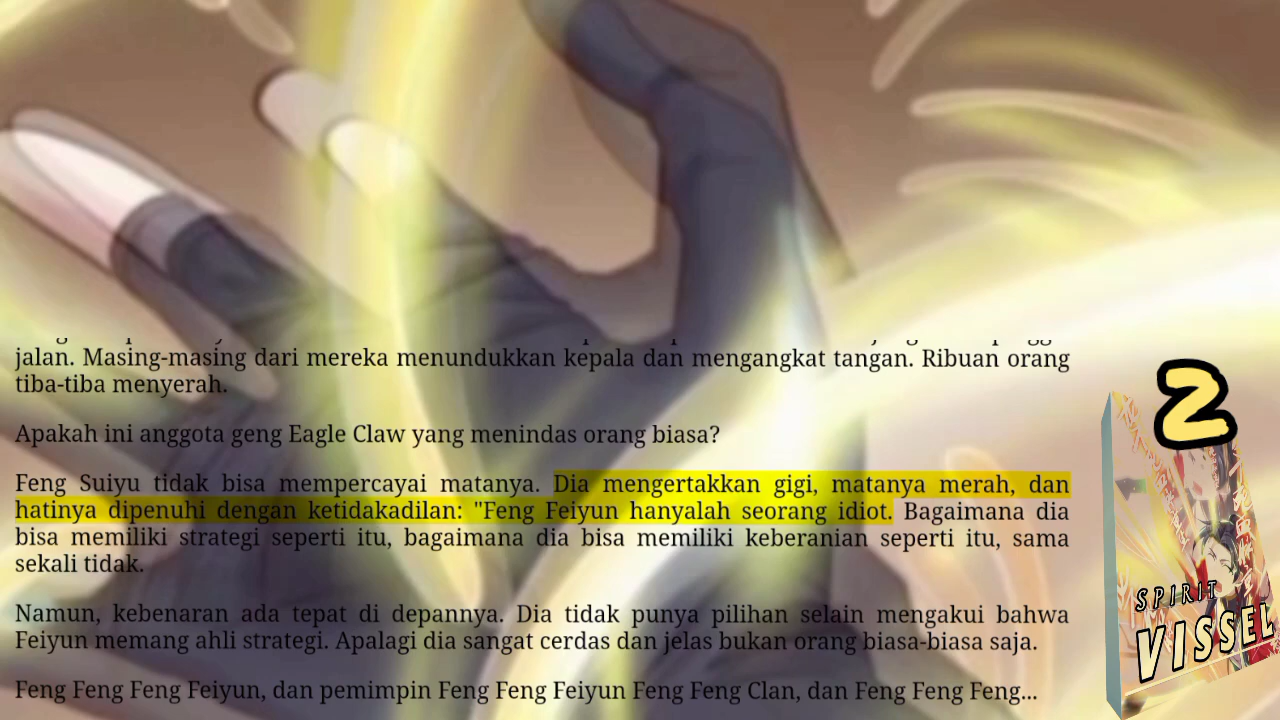 jalan. Masing-masing dari mereka menundukkan kepala dan mengangkat tangan. Ribuan orang
tiba-tiba menyerah.
Apakah ini anggota geng Eagle Claw yang menindas orang biasa?
Feng Suiyu tidak bisa mempercayai matanya. Dia mengertakkan gigi, matanya merah, dan
hatinya dipenuhi dengan ketidakadilan: "Feng Feiyun hanyalah seorang idiot. Bagaimana dia
bisa memiliki strategi seperti itu, bagaimana dia bisa memiliki keberanian seperti itu, sama
sekali tidak.
Namun, kebenaran ada tepat di depannya. Dia tidak punya pilihan selain mengakui bahwa
Feiyun memang ahli strategi. Apalagi dia sangat cerdas dan jelas bukan orang biasa-biasa saja.
Feng Feng Feng Feiyun, dan pemimpin Feng Feng Feiyun Feng Feng Clan, dan Feng Feng Feng...
2
SPIRIT
VISSEL